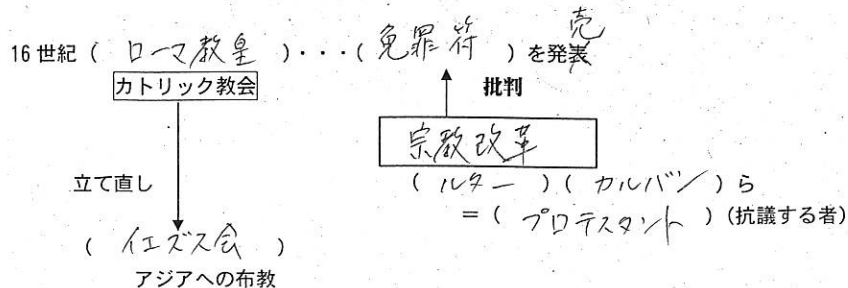 16世紀（ローマ教皇）・・・（免罪符）を発表売
カトリック教会
批判
宗教改革
立て直し
（ルター）（カルバン）ら
＝（プロテスタント）（抗議する者）
（イエズス会）
アジアへの布教